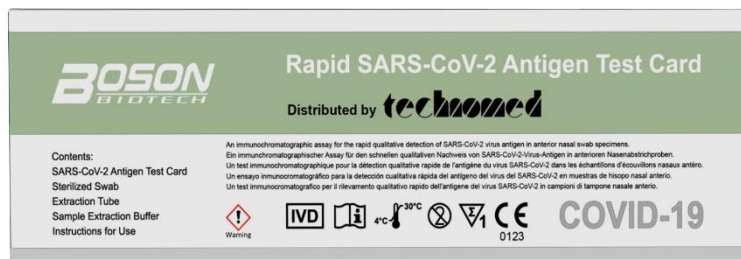 BOSON
BIOTECH
Rapid SARS-CoV-2 Antigen Test Card
Distributed by technomed
Contents:
SARS-CoV-2 Antigen Test Card
Sterilized Swab
Extraction Tube
Sample Extraction Buffer
Instructions for Use
An immunochromatographic assay for the rapid qualitative detection of SARS-CoV-2 virus antigen in anterior nasal swab specimens.
Ein immunchromatographischer Assay für den schnellen qualitativen Nachweis von SARS-CoV-2-Virus-Antigen in anterioren Nasenabstrichproben.
Un test immunochromatographique pour la détection qualitative rapide de l'antigène du virus SARS-CoV-2 dans les échantillons d'écouvillons nasaux antéro.
Un ensayo inmunocromatográfico para la detección cualitativa rápida del antígeno del virus del SARS-CoV-2 en muestras de hisopo nasal anterio.
Un test immunocromatografico per il rilevamento qualitativo rapido dell'antigene del virus SARS-CoV-2 in campioni di tampone nasale anterio.
Warning
IVD
i
4°C
30°C
2
Σ
1
CE
0123
COVID-19